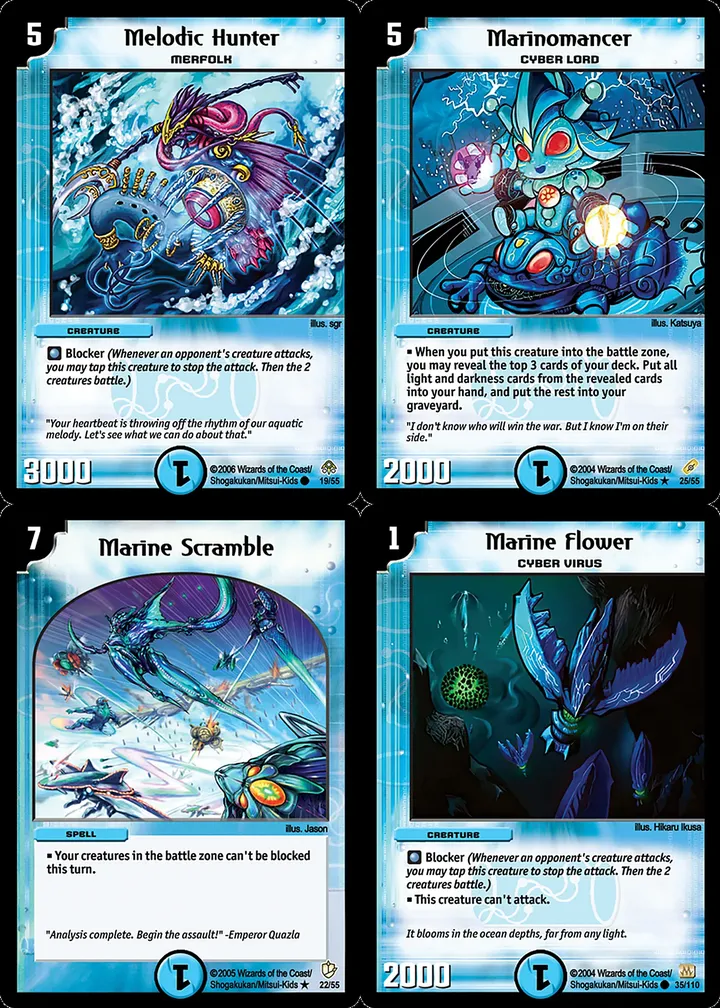 5
Melodic Hunter
MERFOLK
illus. sgr
CREATURE
Blocker (Whenever an opponent's creature attacks,
you may tap this creature to stop the attack. Then the 2
creatures battle.)
"Your heartbeat is throwing off the rhythm of our aquatic
melody. Let's see what we can do about that."
3000
1
©2006 Wizards of the Coast/
Shogakukan/Mitsui-Kids ● 19/55
5
Marinomancer
CYBER LORD
illus. Katsuya
CREATURE
▪ When you put this creature into the battle zone,
you may reveal the top 3 cards of your deck. Put all
light and darkness cards from the revealed cards
into your hand, and put the rest into your
graveyard.
"I don't know who will win the war. But I know I'm on their
side."
2000
1
©2004 Wizards of the Coast/
Shogakukan/Mitsui-Kids ★ 25/55
7
Marine Scramble
illus. Jason
SPELL
▪ Your creatures in the battle zone can't be blocked
this turn.
"Analysis complete. Begin the assault!" -Emperor Quazla
1
©2005 Wizards of the Coast/
Shogakukan/Mitsui-Kids ★ 22/55
1
Marine Flower
CYBER VIRUS
illus. Hikaru Ikusa
CREATURE
Blocker (Whenever an opponent's creature attacks,
you may tap this creature to stop the attack. Then the 2
creatures battle.)
▪ This creature can't attack.
It blooms in the ocean depths, far from any light.
2000
1
©2004 Wizards of the Coast/
Shogakukan/Mitsui-Kids ● 35/110